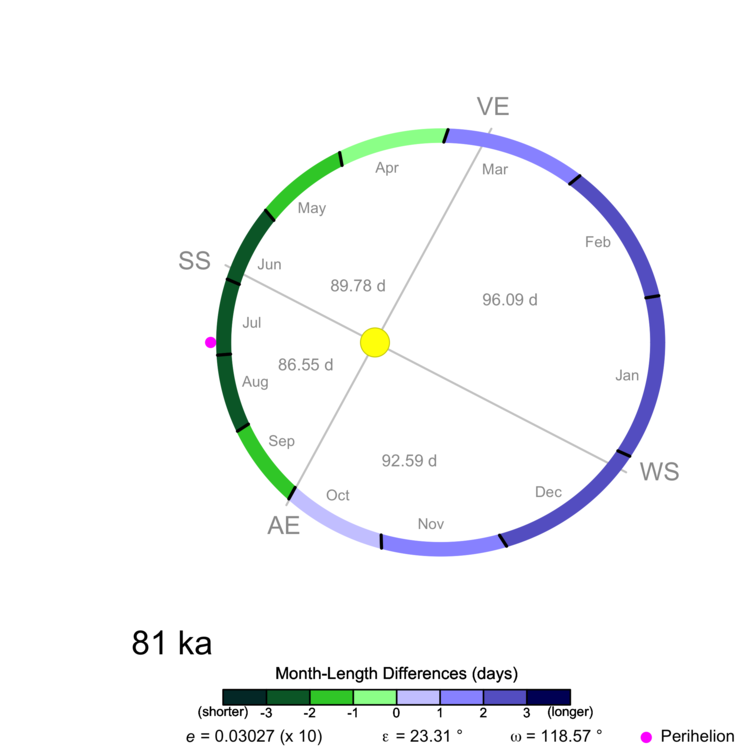 VE
Apr
Mar
May
Feb
SS
Jun
89.78 d
96.09 d
Jul
86.55 d
Aug
Jan
Sep
92.59 d
WS
Oct
Dec
AE
Nov
81 ka
Month-Length Differences (days)
(shorter) -3 -2 -1 0 1 2 3 (longer)
e = 0.03027 (x 10) ε = 23.31 ° ω = 118.57 ° Perihelion